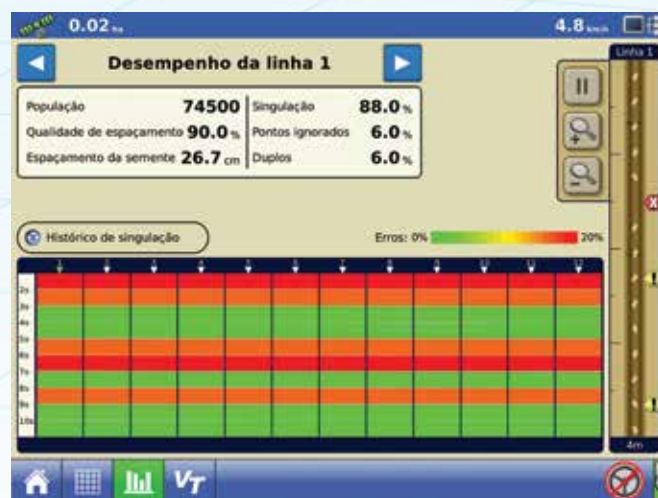 0.02 ha
4.8 km/h
Desempenho da linha 1
Linha 1
População 74500
Singulação 88.0 %
Qualidade de espaçamento 90.0 %
Pontos ignorados 6.0 %
Espaçamento da semente 26.7 cm
Duplos 6.0 %
Histórico de singulação
Erros: 0%
20%
1 2 3 4 5 6 7 8 9 10 11 12
2s
3s
4s
5s
6s
7s
8s
9s
10s
4m
VT